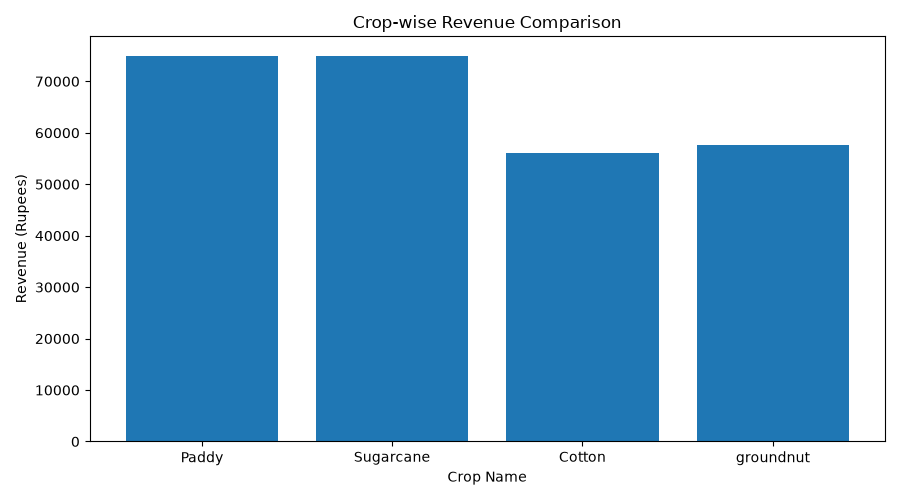 Crop-wise Revenue Comparison
Revenue (Rupees)
70000
60000
50000
40000
30000
20000
10000
0
Paddy Sugarcane Cotton groundnut
Crop Name